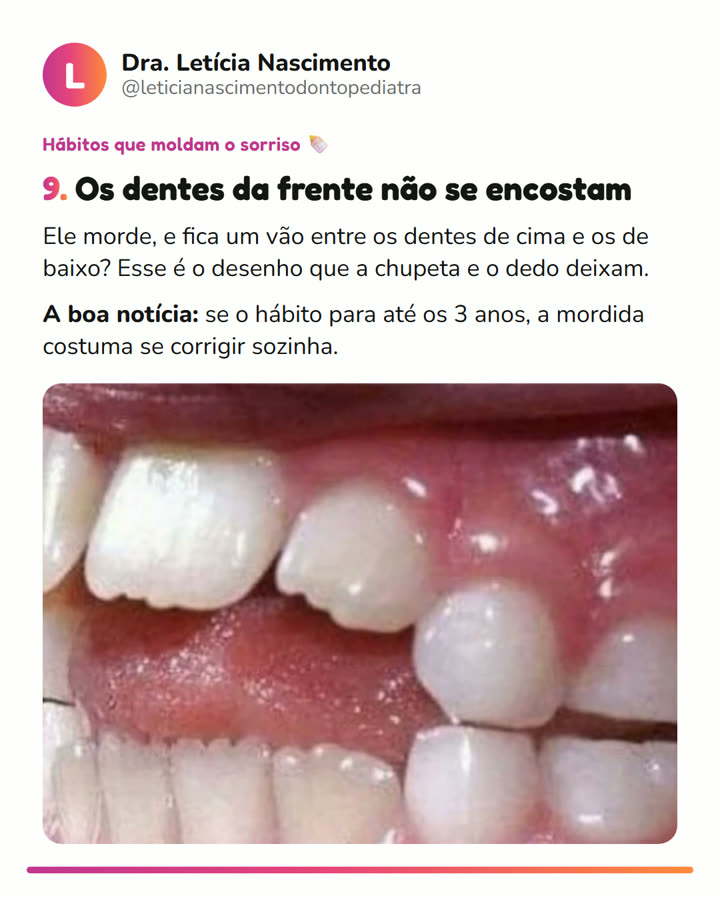 L
Dra. Letícia Nascimento
@leticianascimentodontopediatra
Hábitos que moldam o sorriso
9. Os dentes da frente não se encostam
Ele morde, e fica um vão entre os dentes de cima e os de
baixo? Esse é o desenho que a chupeta e o dedo deixam.
A boa notícia: se o hábito para até os 3 anos, a mordida
costuma se corrigir sozinha.